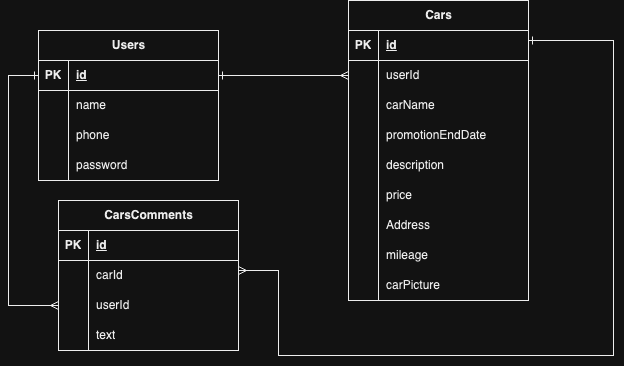 Users
PK id
name
phone
password
Cars
PK id
userId
carName
promotionEndDate
description
price
Address
mileage
carPicture
CarsComments
PK id
carId
userId
text